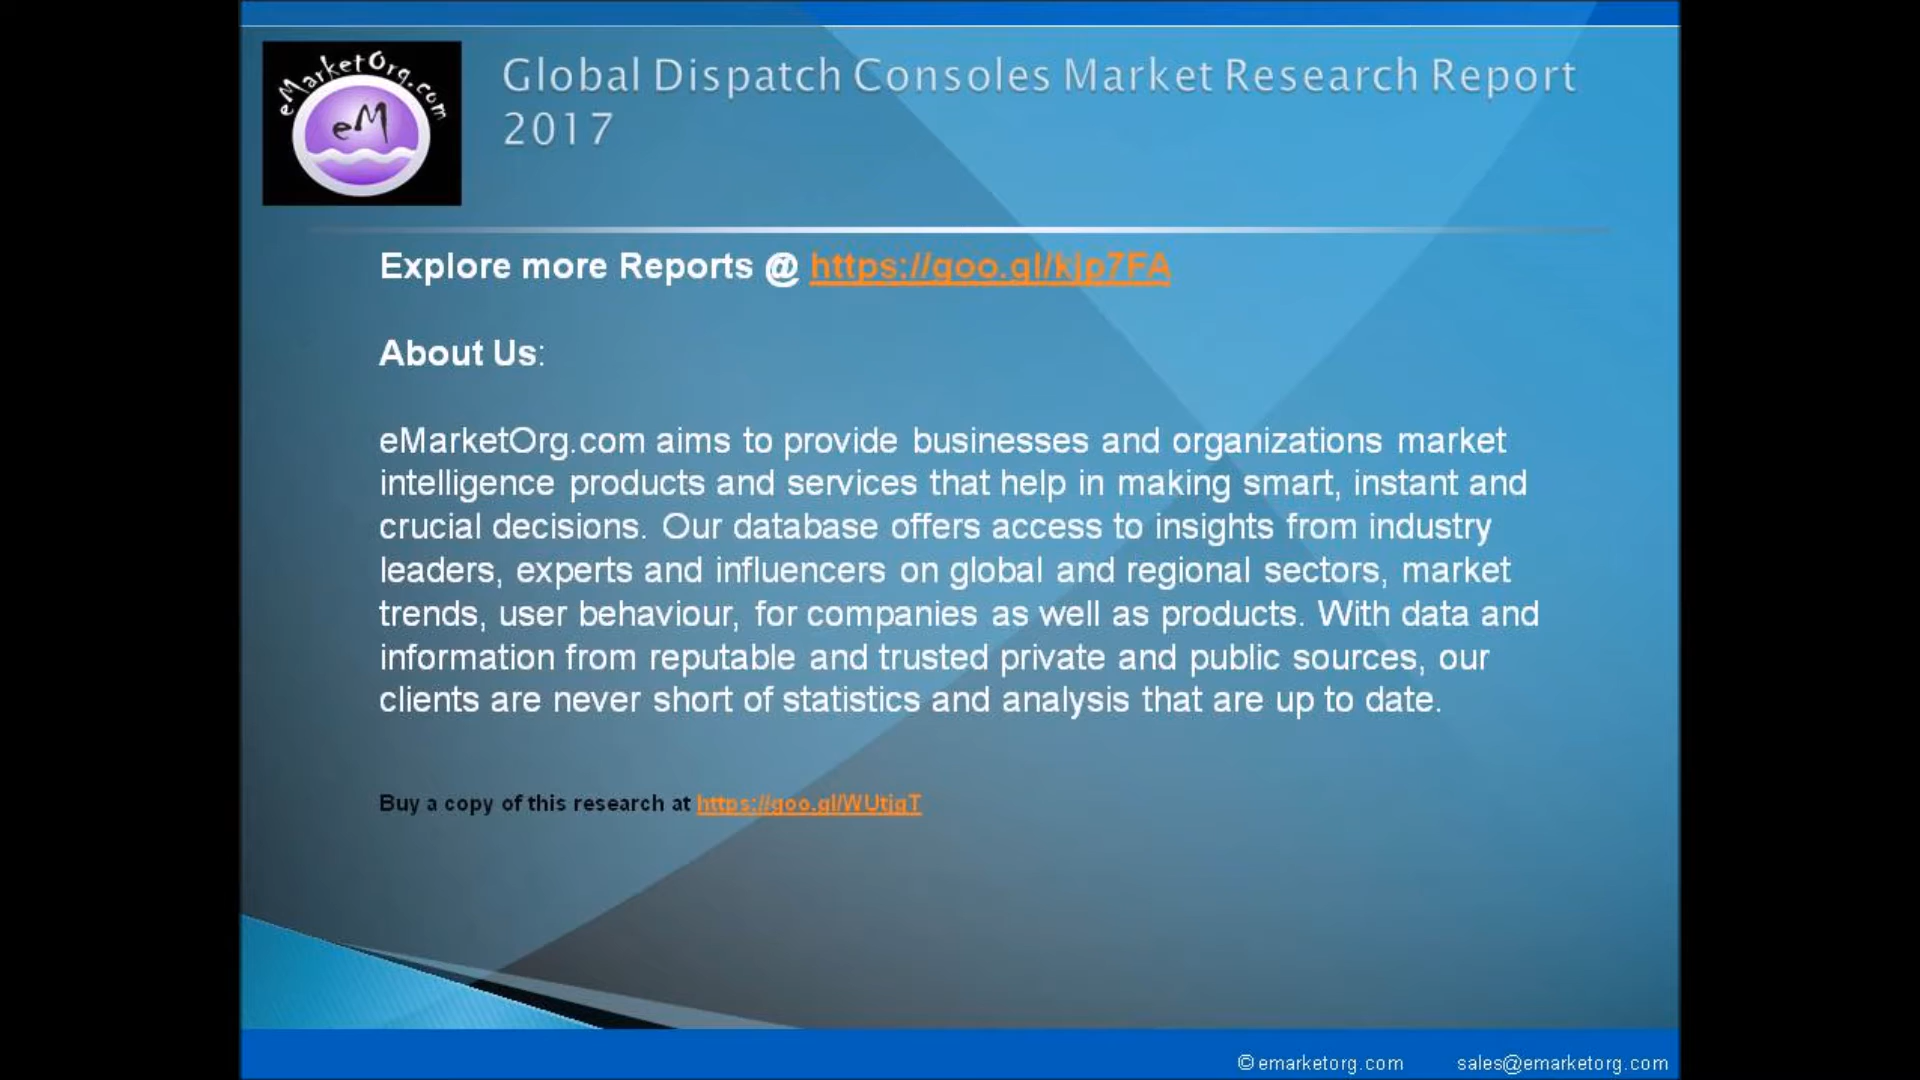 eMarketOrg.com
eM
Global Dispatch Consoles Market Research Report
2017
Explore more Reports @ https://goo.gl/kjp7FA
About Us:
eMarketOrg.com aims to provide businesses and organizations market
intelligence products and services that help in making smart, instant and
crucial decisions. Our database offers access to insights from industry
leaders, experts and influencers on global and regional sectors, market
trends, user behaviour, for companies as well as products. With data and
information from reputable and trusted private and public sources, our
clients are never short of statistics and analysis that are up to date.
Buy a copy of this research at
© emarketorg.com sales@emarketorg.com